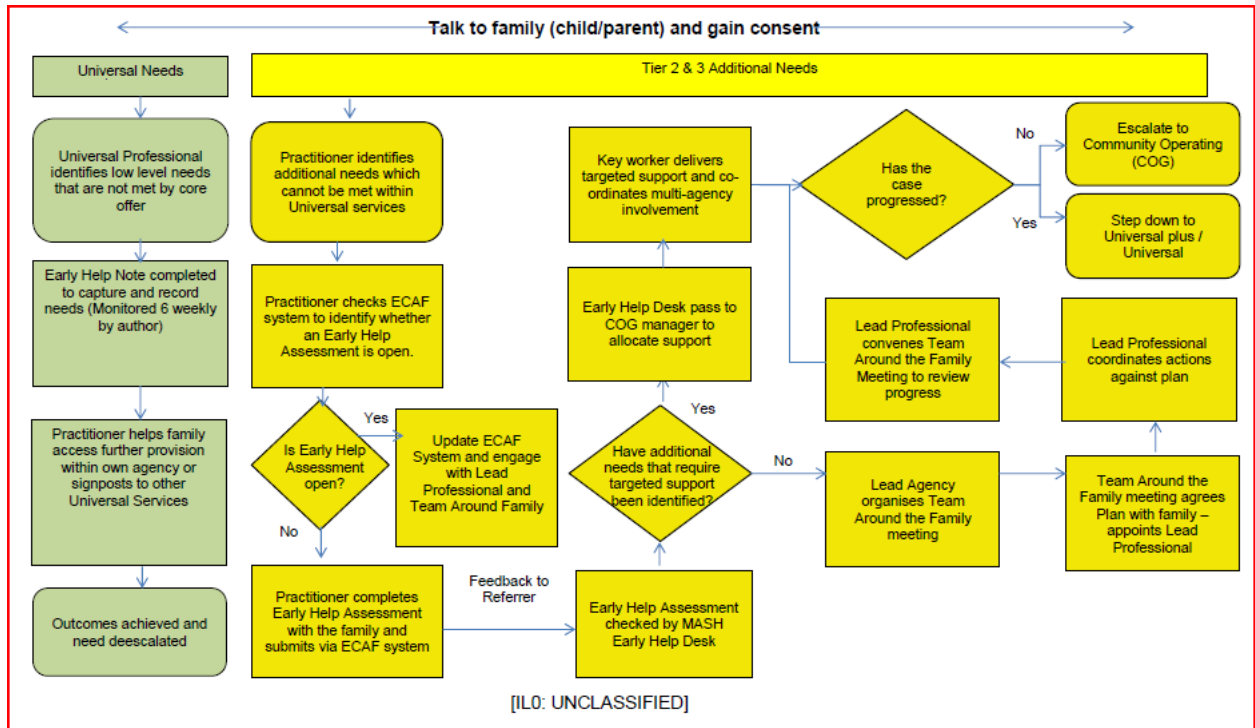 Talk to family (child/parent) and gain consent
Universal Needs
Tier 2 & 3 Additional Needs
Universal Professional
identifies low level needs
that are not met by core
offer
Early Help Note completed
to capture and record
needs (Monitored 6 weekly
by author)
Practitioner helps family
access further provision
within own agency or
signposts to other
Universal Services
Outcomes achieved and
need deescalated
Practitioner identifies
additional needs which
cannot be met within
Universal services
Practitioner checks ECAF
system to identify whether
an Early Help
Assessment is open.
Is Early Help
Assessment
open?
Yes
Update ECAF
System and engage
with Lead
Professional and
Team Around Family
No
Practitioner completes
Early Help Assessment
with the family and
submits via ECAF system
Feedback to
Referrer
Early Help Assessment
checked by MASH
Early Help Desk
Have additional
needs that require
targeted support
been identified?
Yes
Early Help Desk pass to
COG manager to
allocate support
Key worker delivers
targeted support and co-
ordinates multi-agency
involvement
No
Lead Agency
organises Team
Around the Family
meeting
Team Around the
Family meeting agrees
Plan with family –
appoints Lead
Professional
Lead Professional
coordinates actions
against plan
Lead Professional
convenes Team
Around the Family
Meeting to review
progress
Has the
case
progressed?
No
Escalate to
Community Operating
(COG)
Yes
Step down to
Universal plus /
Universal
[IL0: UNCLASSIFIED]